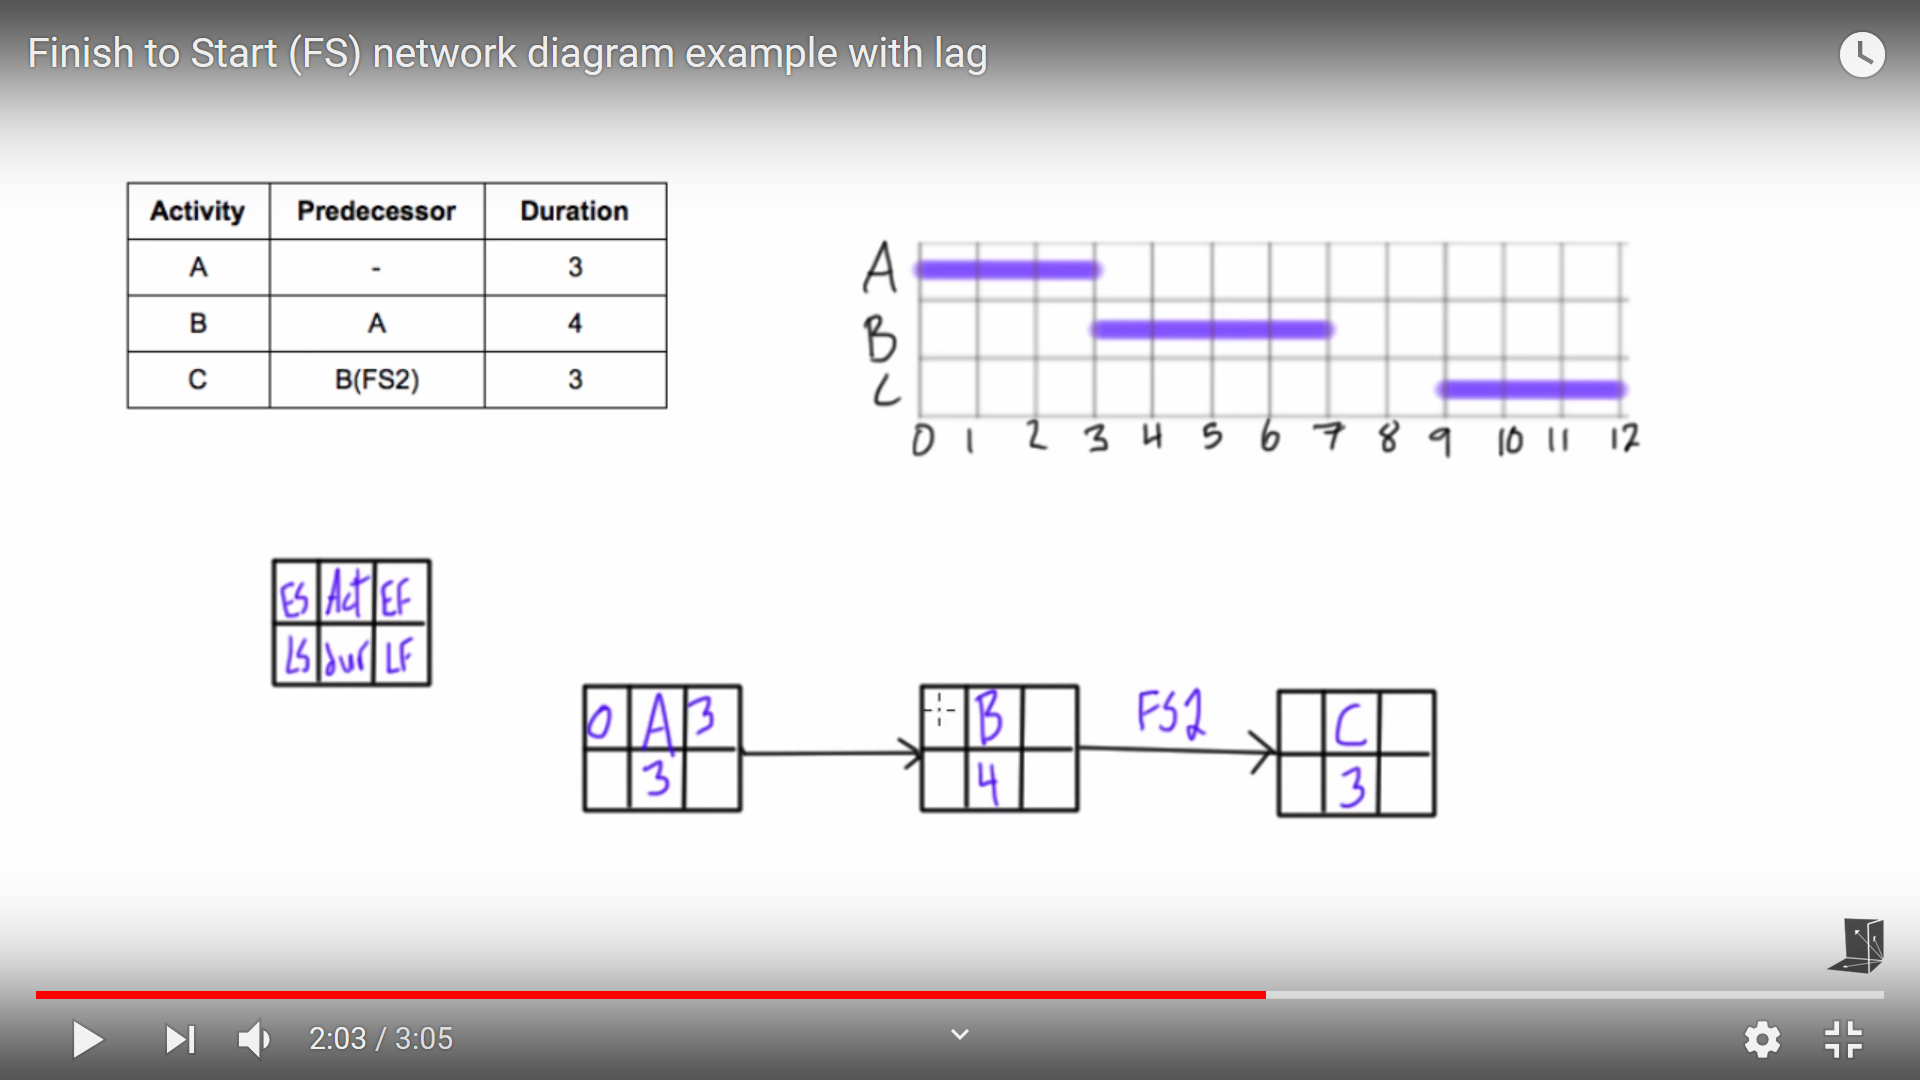 Finish to Start (FS) network diagram example with lag
Activity Predecessor Duration
A - 3
B A 4
C B(FS2) 3
A
B
C
0 1 2 3 4 5 6 7 8 9 10 11 12
ES Act EF
LS dur LF
0 A 3
3
B
4
FS2
C
3
2:03 / 3:05